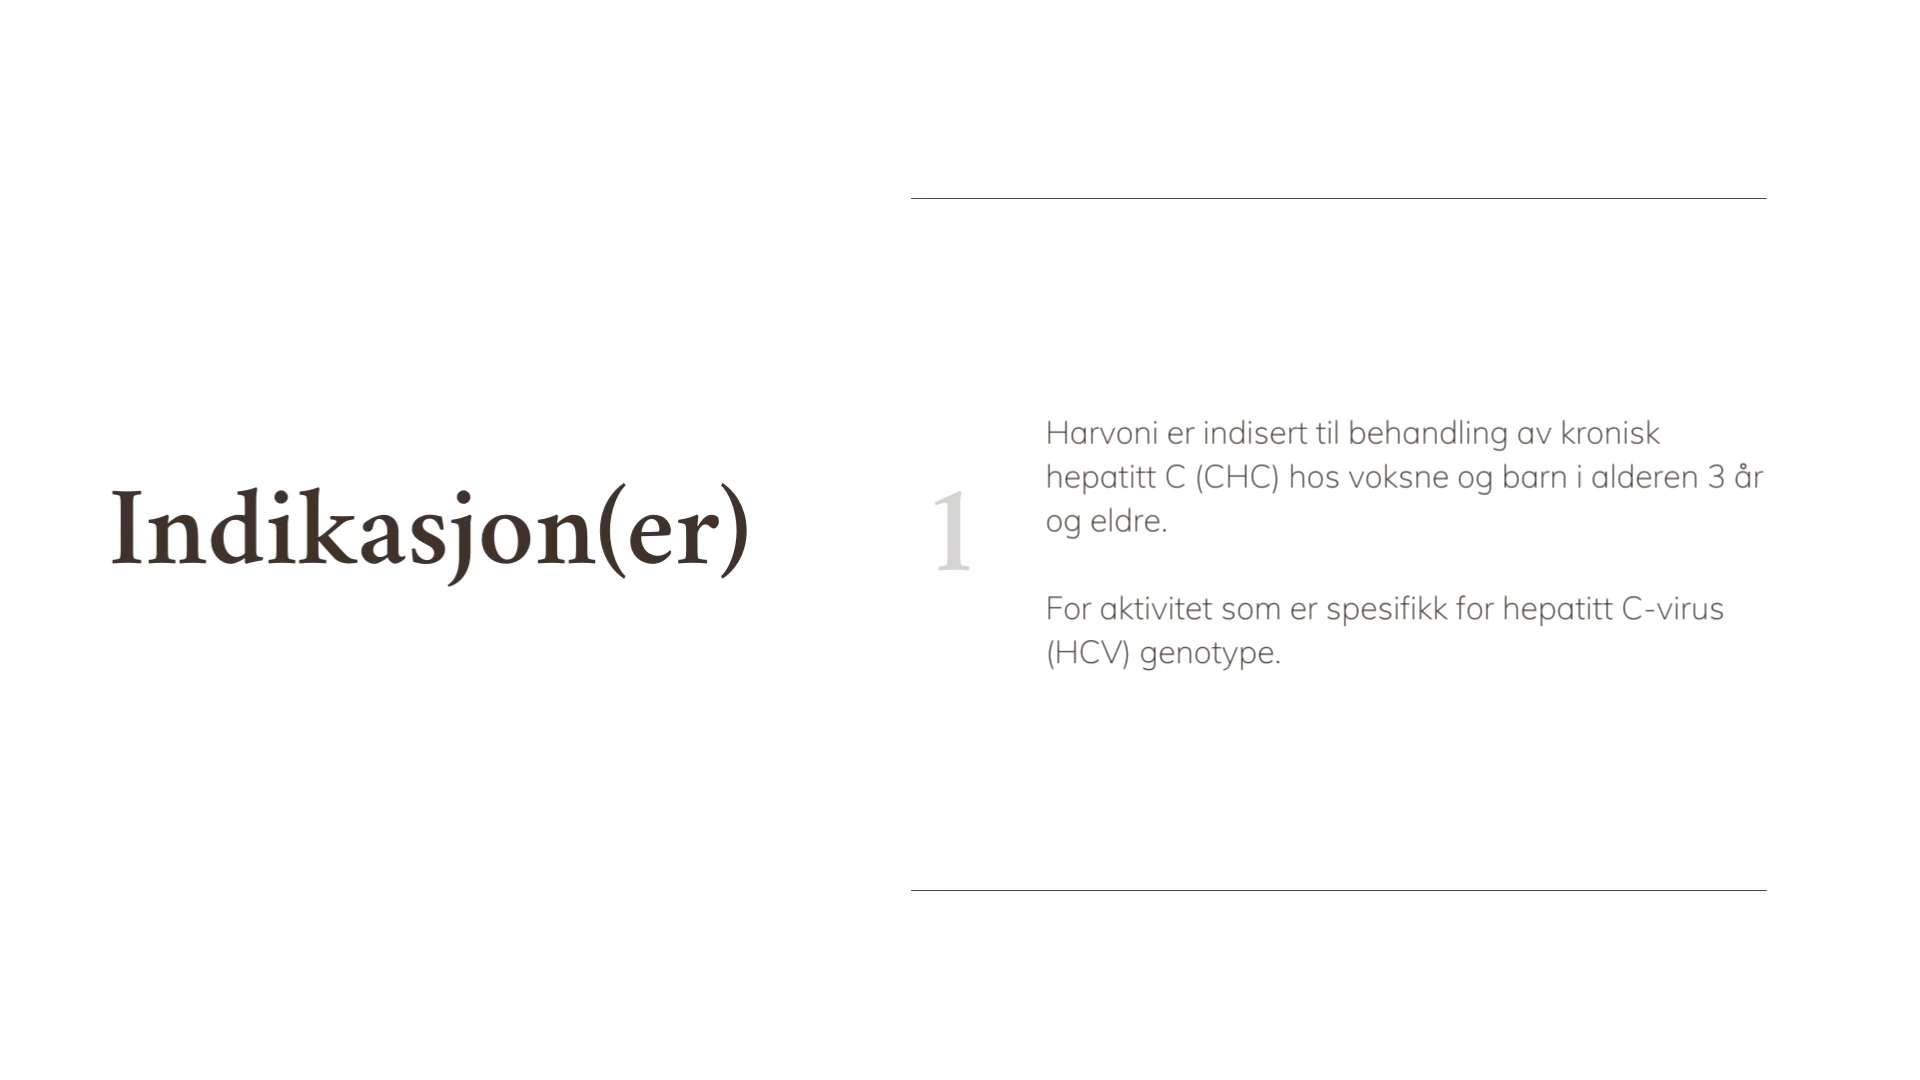 Indikasjon(er)
1
Harvoni er indisert til behandling av kronisk
hepatitt C (CHC) hos voksne og barn i alderen 3 år
og eldre.
For aktivitet som er spesifikk for hepatitt C-virus
(HCV) genotype.